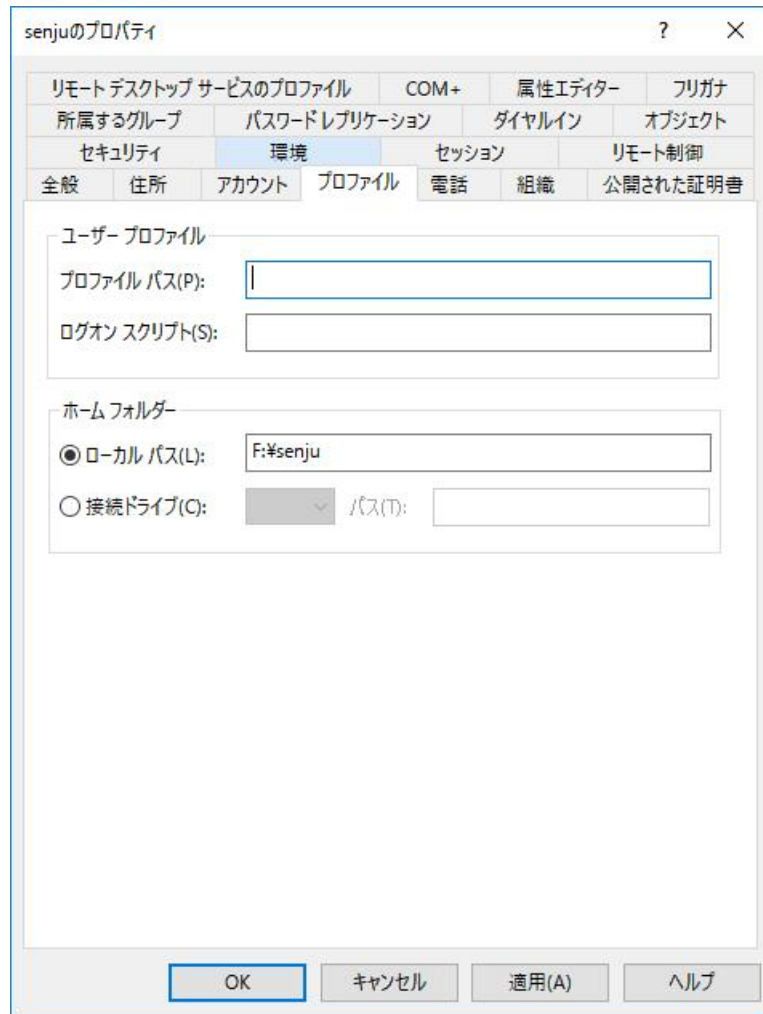 senjuのプロパティ ? ×
リモート デスクトップ サービスのプロファイル COM+ 属性エディター フリガナ
所属するグループ パスワード レプリケーション ダイヤルイン オブジェクト
セキュリティ 環境 セッション リモート制御
全般 住所 アカウント プロファイル 電話 組織 公開された証明書
ユーザー プロファイル
プロファイル パス(P):
ログオン スクリプト(S):
ホーム フォルダー
ローカル パス(L): F:¥senju
接続ドライブ(C): パス(T):
OK キャンセル 適用(A) ヘルプ